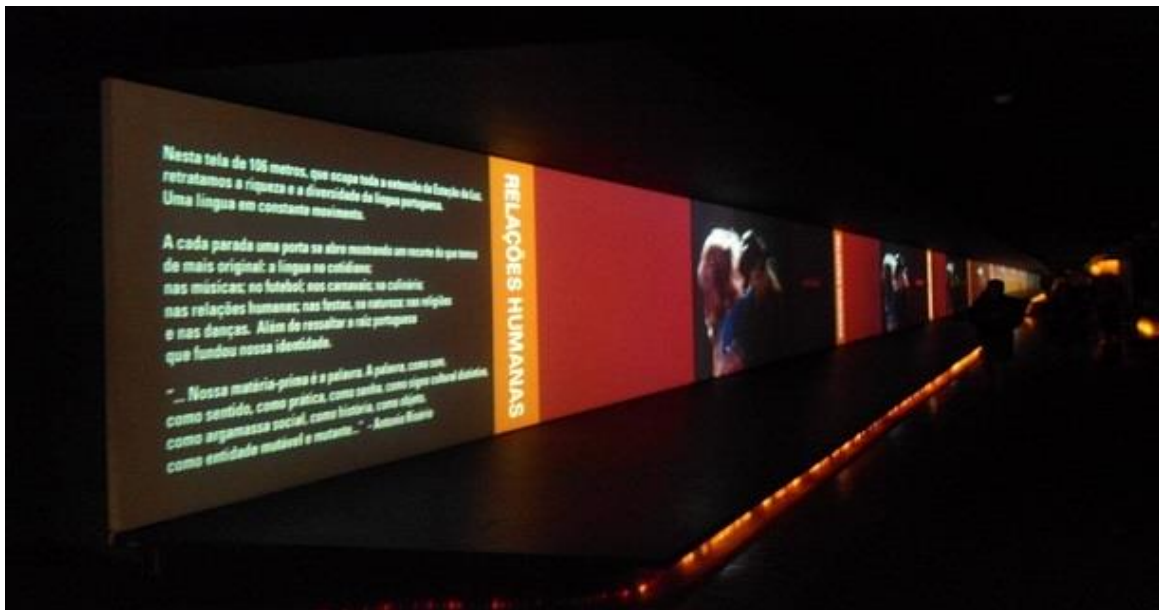 Nesta tela de 106 metros, que ocupa toda a extensão da Estação da Luz,
retratamos a riqueza e a diversidade da língua portuguesa.
Uma língua em constante movimento.
A cada parada uma porta se abre mostrando um recorte do que temos
de mais original: a língua no cotidiano;
nas músicas; no futebol; nos carnavais; na culinária;
nas relações humanas; nas festas, na natureza; nas religiões
e nas danças. Além de ressaltar a raiz portuguesa
que fundou nossa identidade.
"... Nossa matéria-prima é a palavra. A palavra, como som,
como sentido, como prática, como senha, como signo cultural distintivo,
como argamassa social, como história, como objeto,
como entidade mutável e mutante..." - Antonio Risério
RELAÇÕES HUMANAS